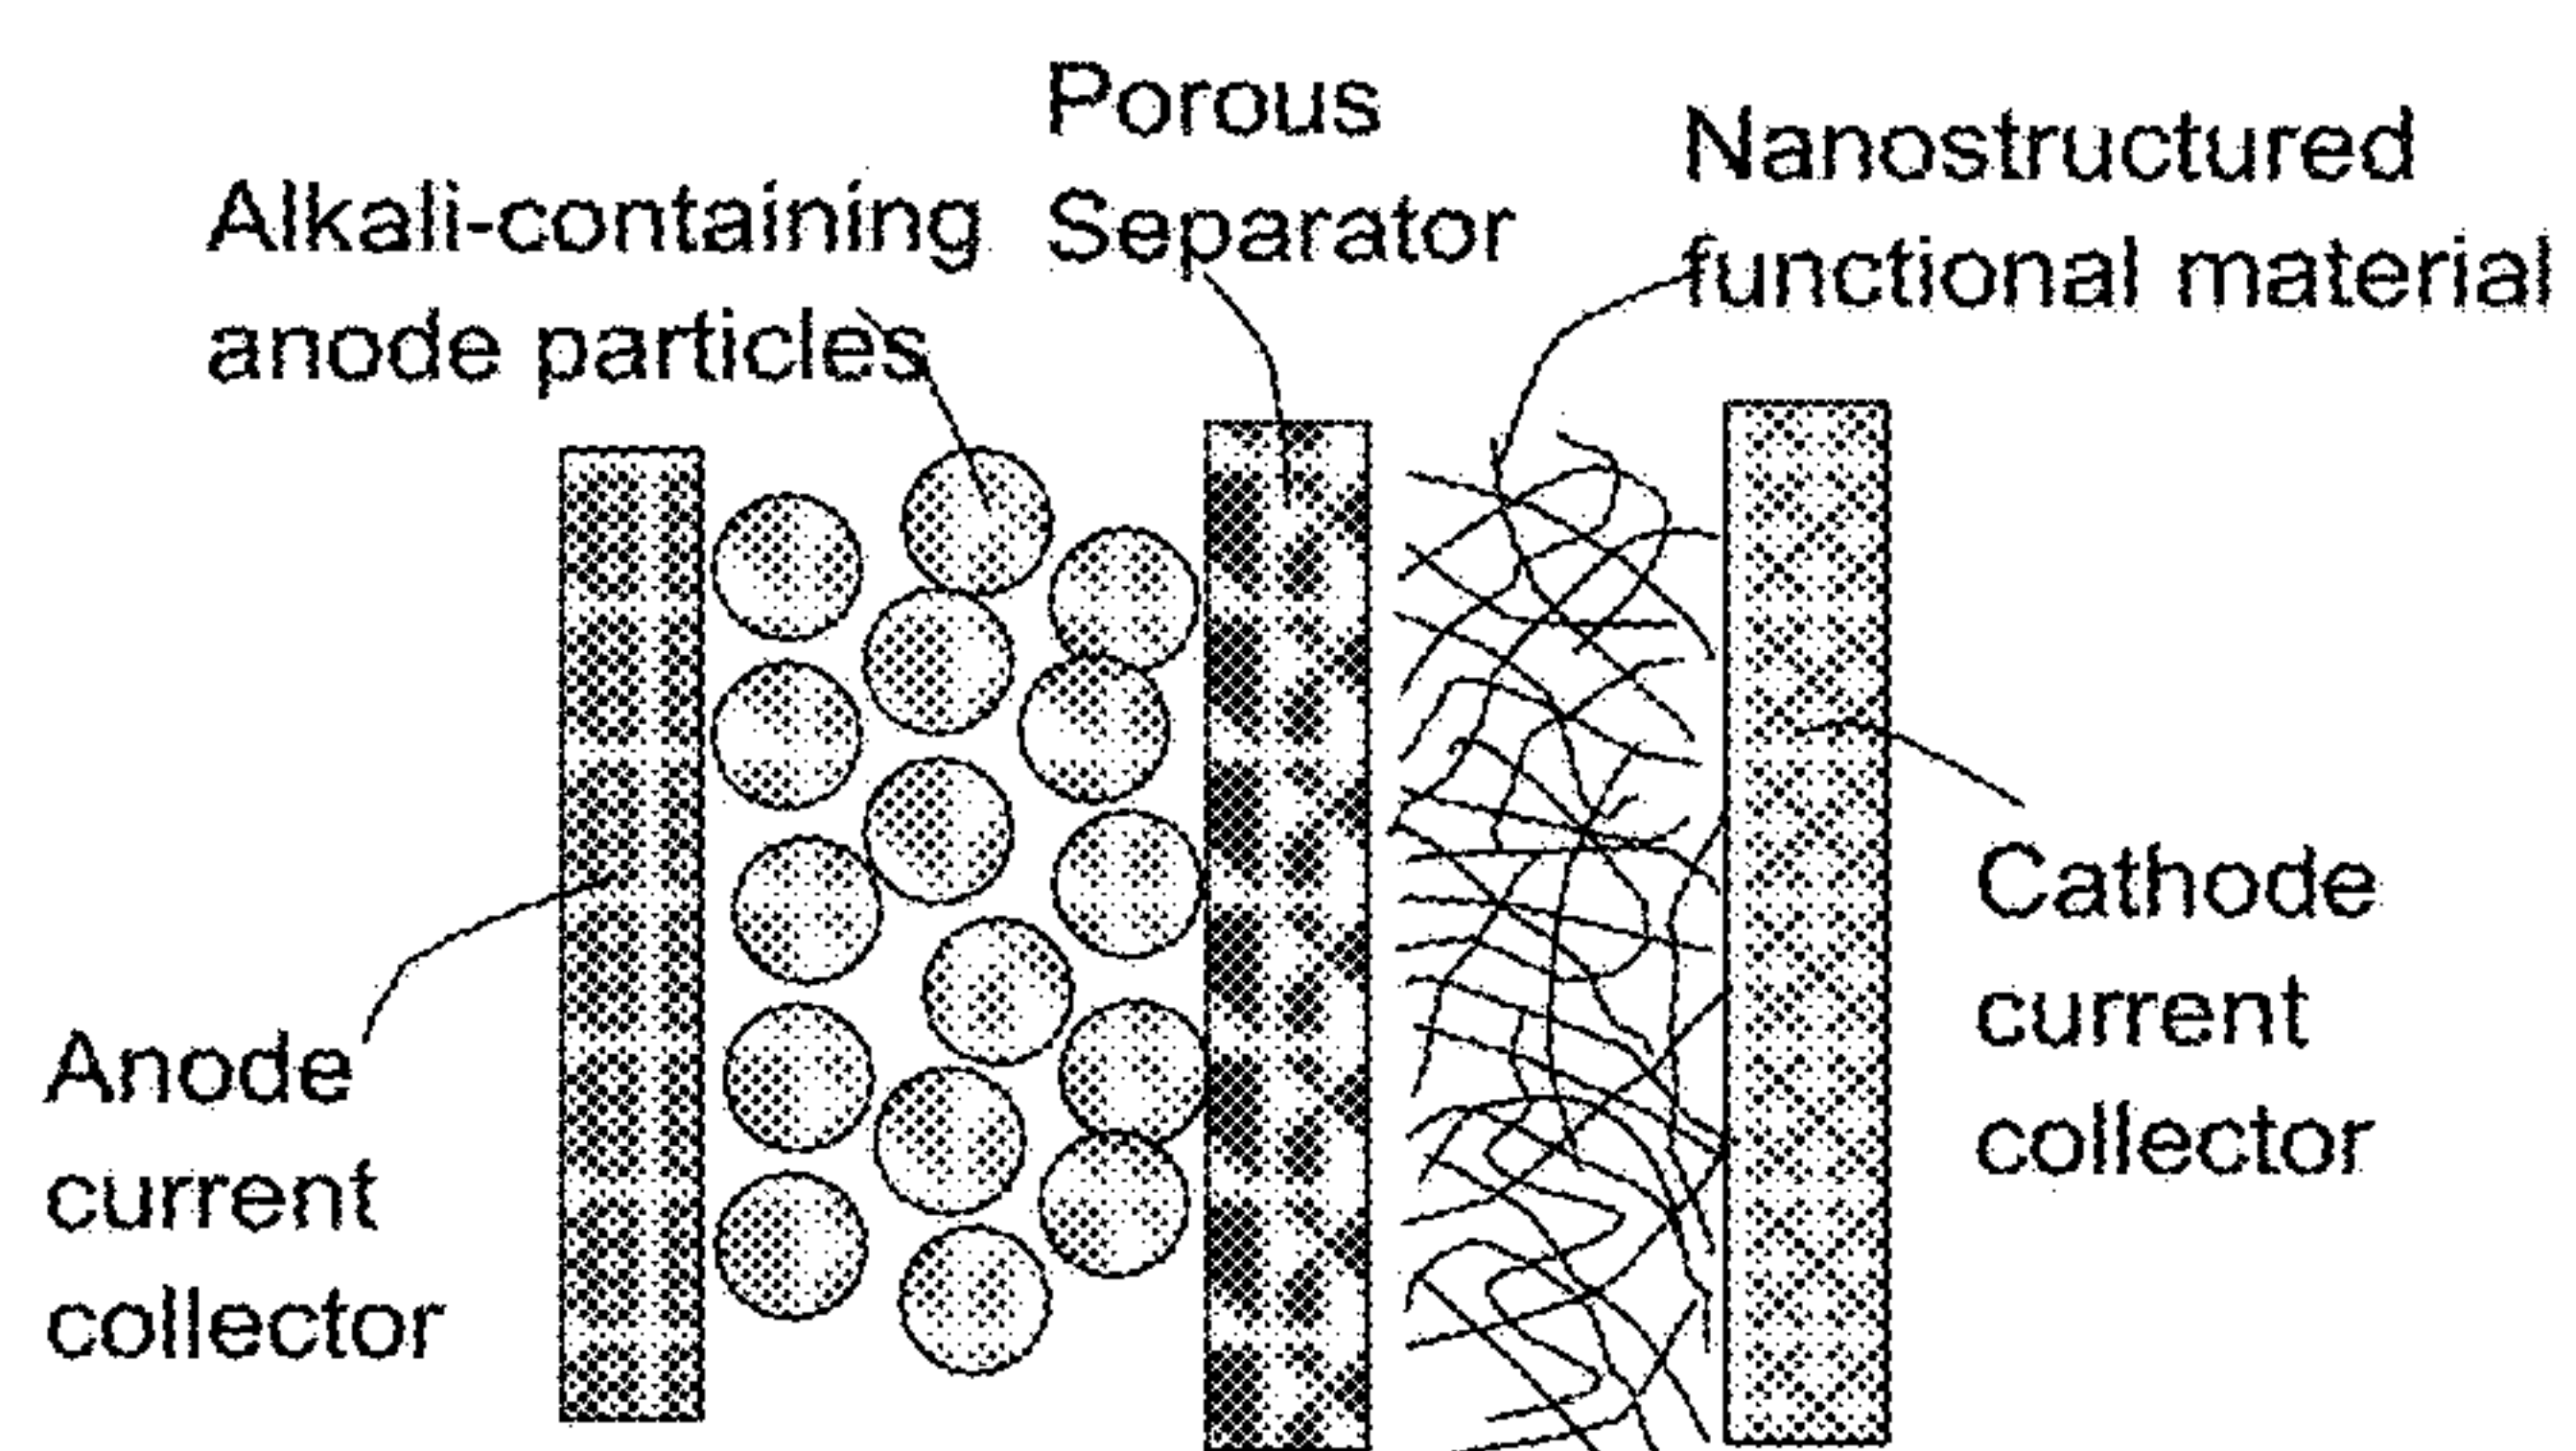 Porous
Separator
Nanostructured
functional material
Alkali-containing
anode particles
Anode
current
collector
Cathode
current
collector